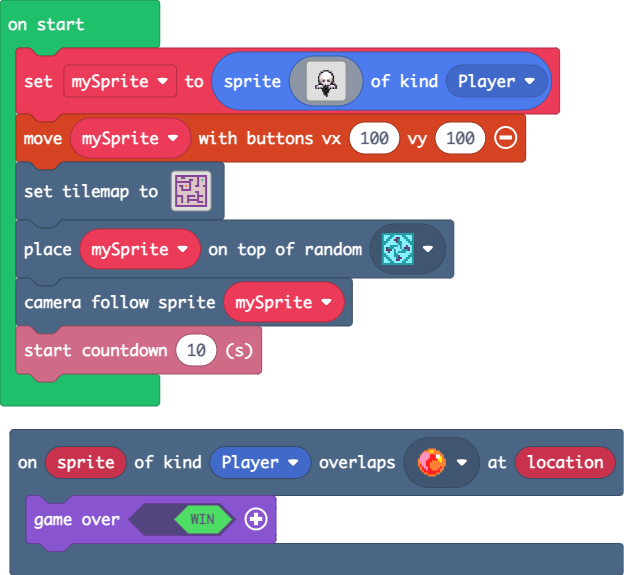 on start
set mySprite to sprite of kind Player
move mySprite with buttons vx 100 vy 100
set tilemap to
place mySprite on top of random
camera follow sprite mySprite
start countdown 10 (s)
on sprite of kind Player overlaps at location
game over WIN